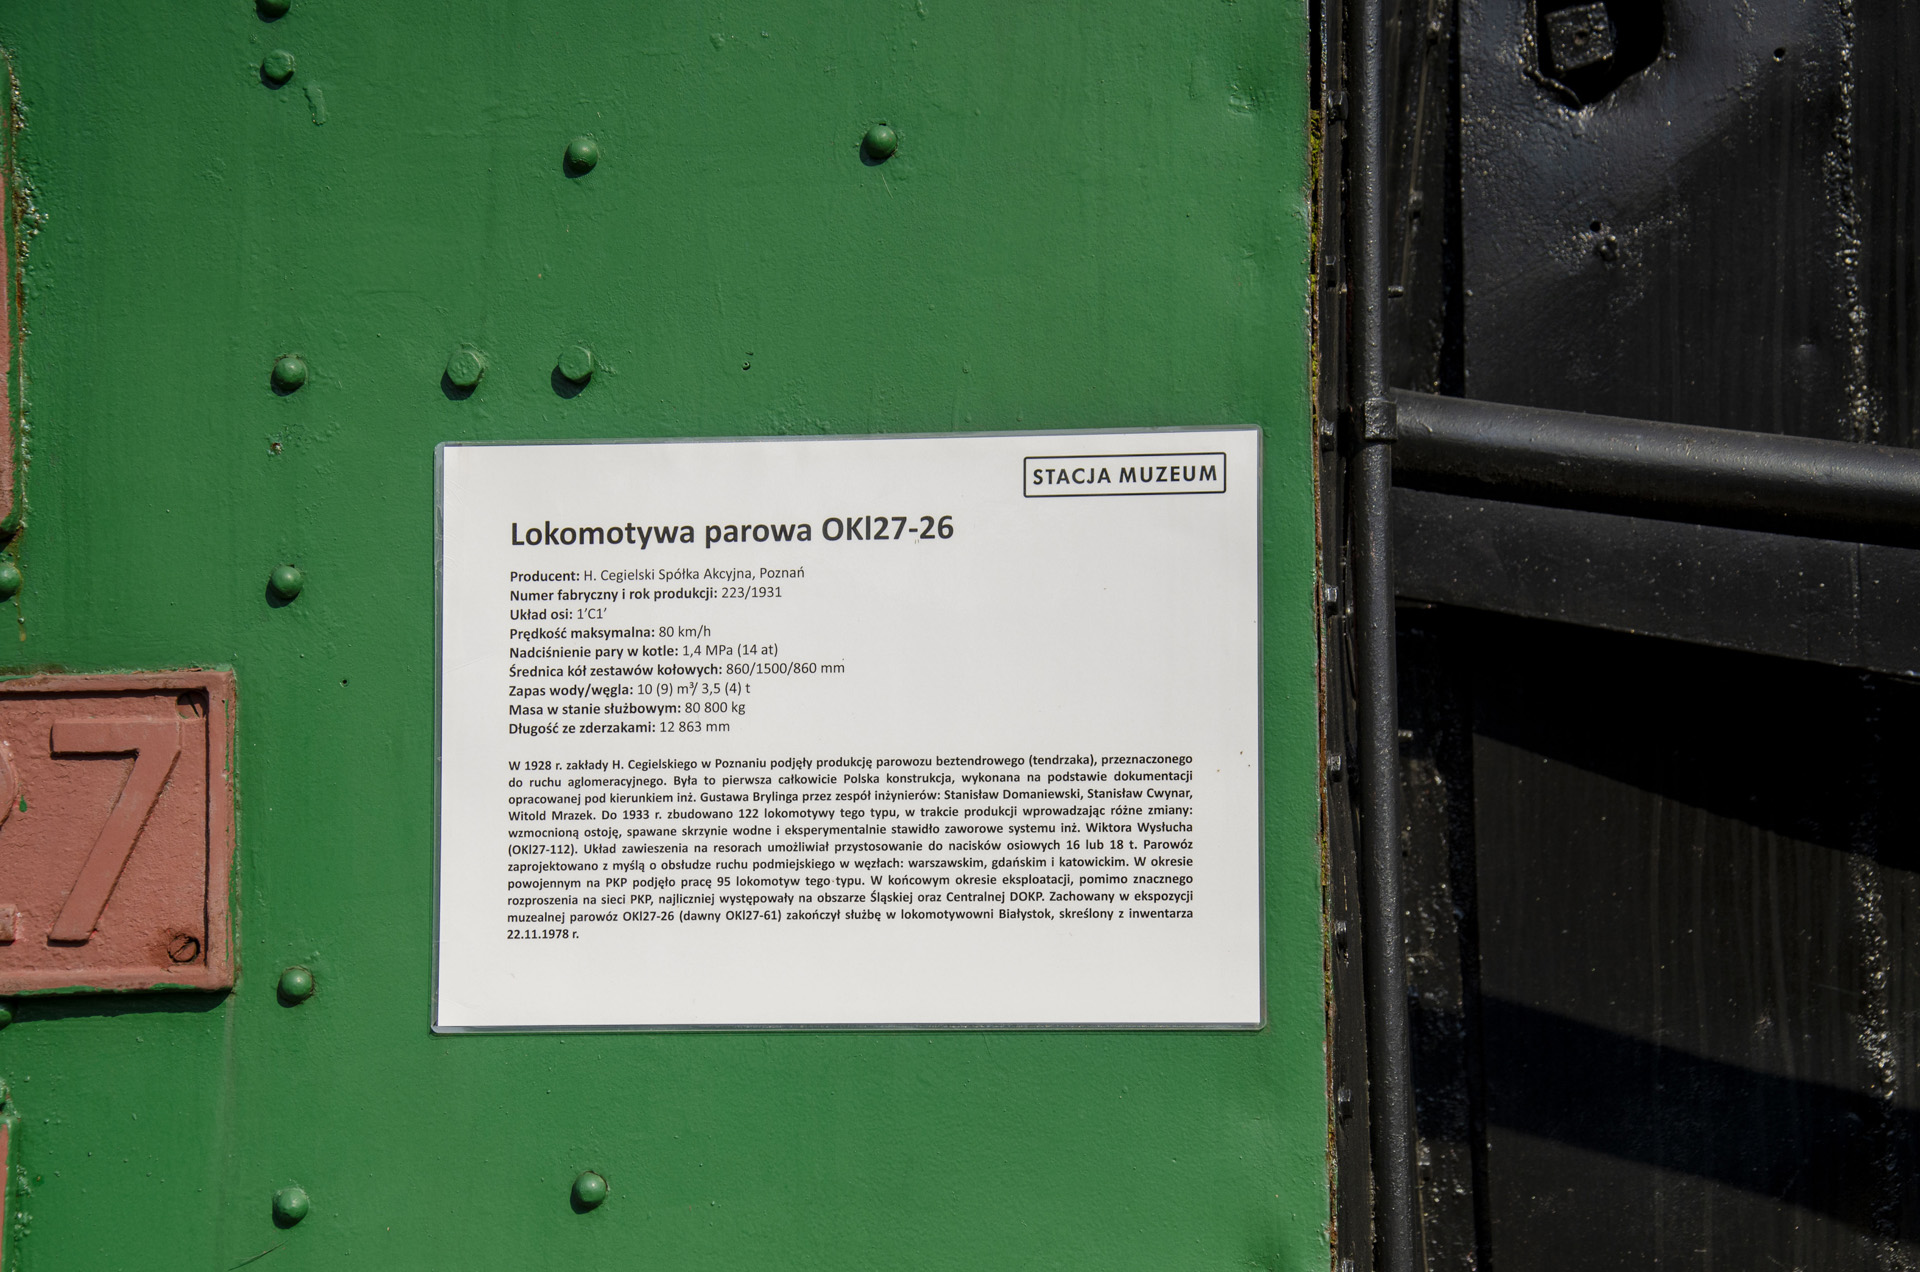 STACJA MUZEUM
Lokomotywa parowa OKl27-26
Producent: H. Cegielski Spółka Akcyjna, Poznań
Numer fabryczny i rok produkcji: 223/1931
Układ osi: 1’C1’
Prędkość maksymalna: 80 km/h
Nadciśnienie pary w kotle: 1,4 MPa (14 at)
Średnica kół zestawów kołowych: 860/1500/860 mm
Zapas wody/węgla: 10 (9) m³/ 3,5 (4) t
Masa w stanie służbowym: 80 800 kg
Długość ze zderzakami: 12 863 mm
W 1928 r. zakłady H. Cegielskiego w Poznaniu podjęły produkcję parowozu beztendrowego (tendrzaka), przeznaczonego
do ruchu aglomeracyjnego. Była to pierwsza całkowicie Polska konstrukcja, wykonana na podstawie dokumentacji
opracowanej pod kierunkiem inż. Gustawa Brylinga przez zespół inżynierów: Stanisław Domaniewski, Stanisław Cwynar,
Witold Mrazek. Do 1933 r. zbudowano 122 lokomotywy tego typu, w trakcie produkcji wprowadzając różne zmiany:
wzmocnioną ostoję, spawane skrzynie wodne i eksperymentalnie stawidło zaworowe systemu inż. Wiktora Wysłucha
(OKl27-112). Układ zawieszenia na resorach umożliwiał przystosowanie do nacisków osiowych 16 lub 18 t. Parowóz
zaprojektowano z myślą o obsłudze ruchu podmiejskiego w węzłach: warszawskim, gdańskim i katowickim. W okresie
powojennym na PKP podjęło pracę 95 lokomotyw tego typu. W końcowym okresie eksploatacji, pomimo znacznego
rozproszenia na sieci PKP, najliczniej występowały na obszarze Śląskiej oraz Centralnej DOKP. Zachowany w ekspozycji
muzealnej parowóz OKl27-26 (dawny OKl27-61) zakończył służbę w lokomotywowni Białystok, skreślony z inwentarza
22.11.1978 r.
27